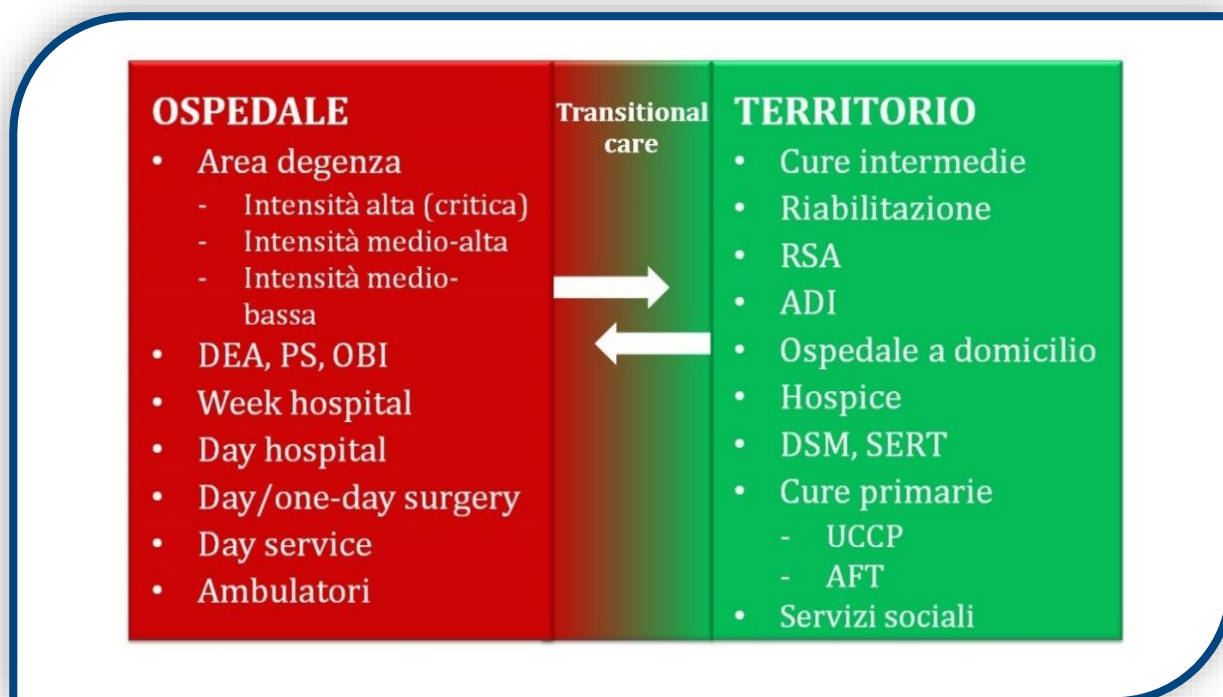 OSPEDALE
• Area degenza
- Intensità alta (critica)
- Intensità medio-alta
- Intensità medio-
bassa
• DEA, PS, OBI
• Week hospital
• Day hospital
• Day/one-day surgery
• Day service
• Ambulatori
Transitional
care
TERRITORIO
• Cure intermedie
• Riabilitazione
• RSA
• ADI
• Ospedale a domicilio
• Hospice
• DSM, SERT
• Cure primarie
- UCCP
- AFT
• Servizi sociali